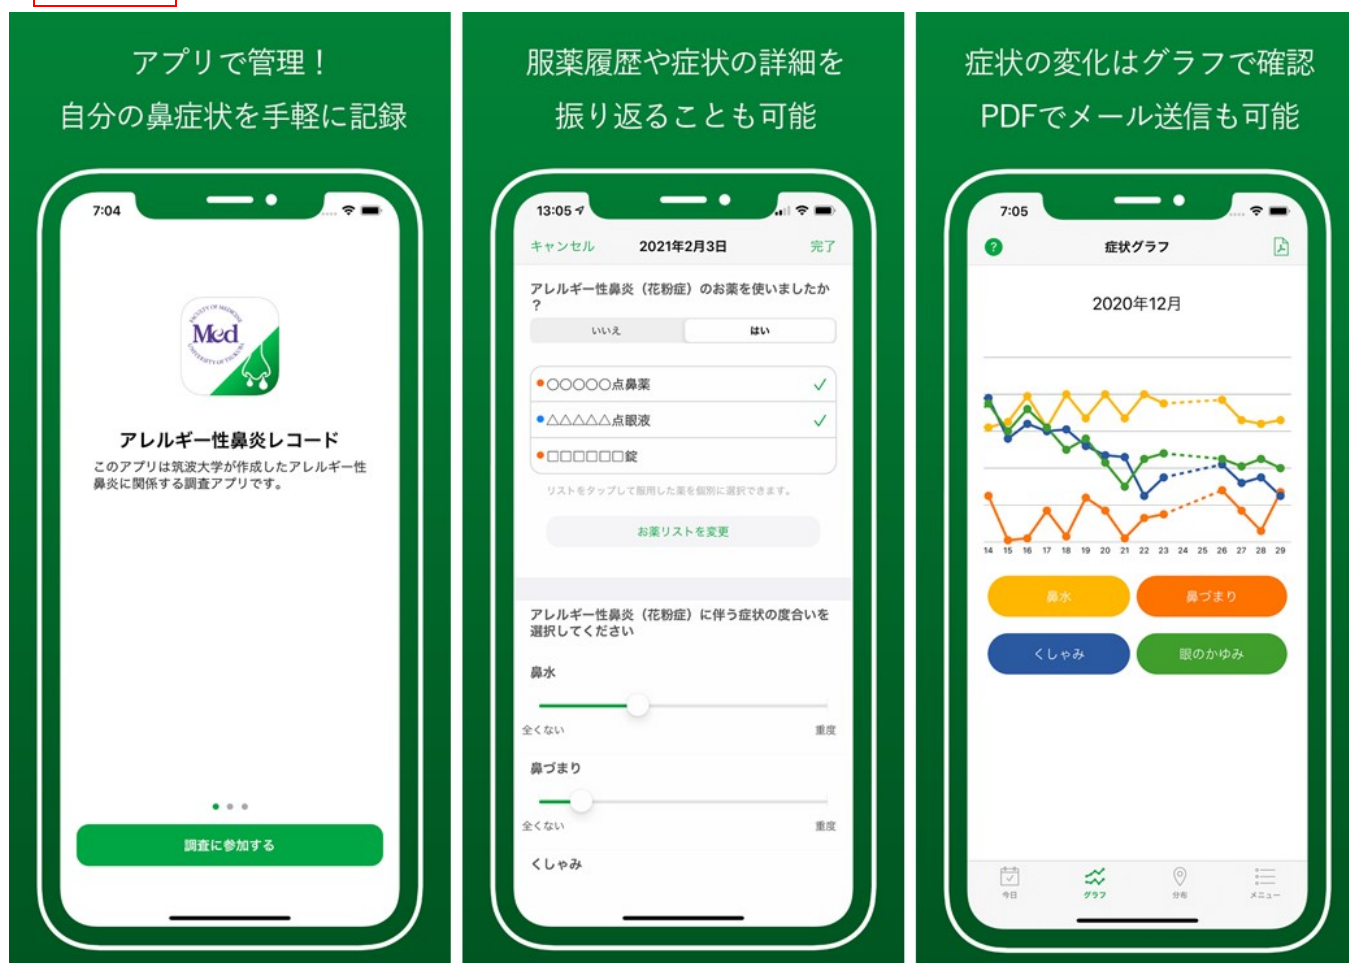 アプリで管理！
自分の鼻症状を手軽に記録
7:04
FACULTY OF MEDICINE
Med
UNIVERSITY OF TSUKUBA
アレルギー性鼻炎レコード
このアプリは筑波大学が作成したアレルギー性
鼻炎に関係する調査アプリです。
調査に参加する
服薬履歴や症状の詳細を
振り返ることも可能
13:05
キャンセル 2021年2月3日 完了
アレルギー性鼻炎（花粉症）のお薬を使いましたか
？
いいえ はい
○○○○○点鼻薬
△△△△△点眼液
□□□□□□錠
リストをタップして服用した薬を個別に選択できます。
お薬リストを変更
アレルギー性鼻炎（花粉症）に伴う症状の度合いを
選択してください
鼻水
全くない 重度
鼻づまり
全くない 重度
くしゃみ
症状の変化はグラフで確認
PDFでメール送信も可能
7:05
? 症状グラフ
2020年12月
14 15 16 17 18 19 20 21 22 23 24 25 26 27 28 29
鼻水 鼻づまり
くしゃみ 眼のかゆみ
今日 グラフ 分布 メニュー